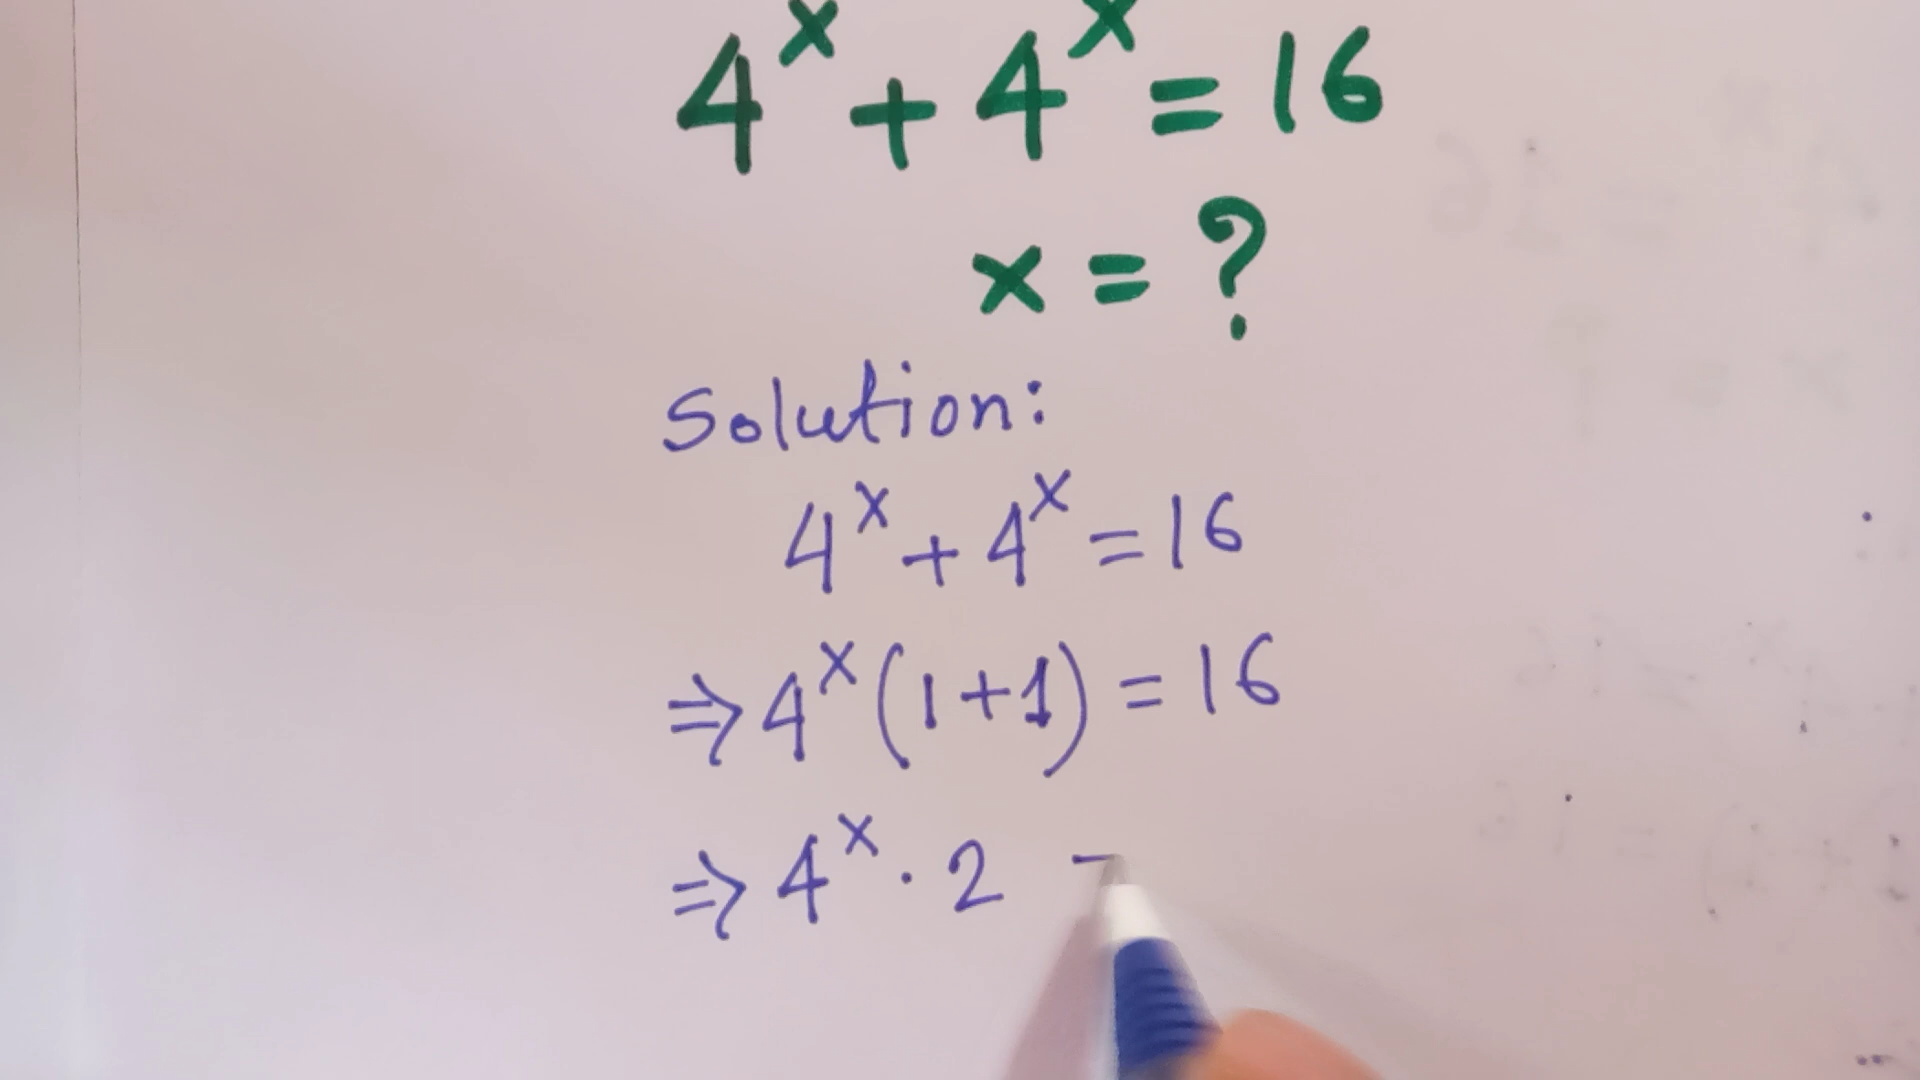 4^x + 4^x = 16
x = ?
Solution:
4^x + 4^x = 16
⇒ 4^x (1+1) = 16
⇒ 4^x . 2